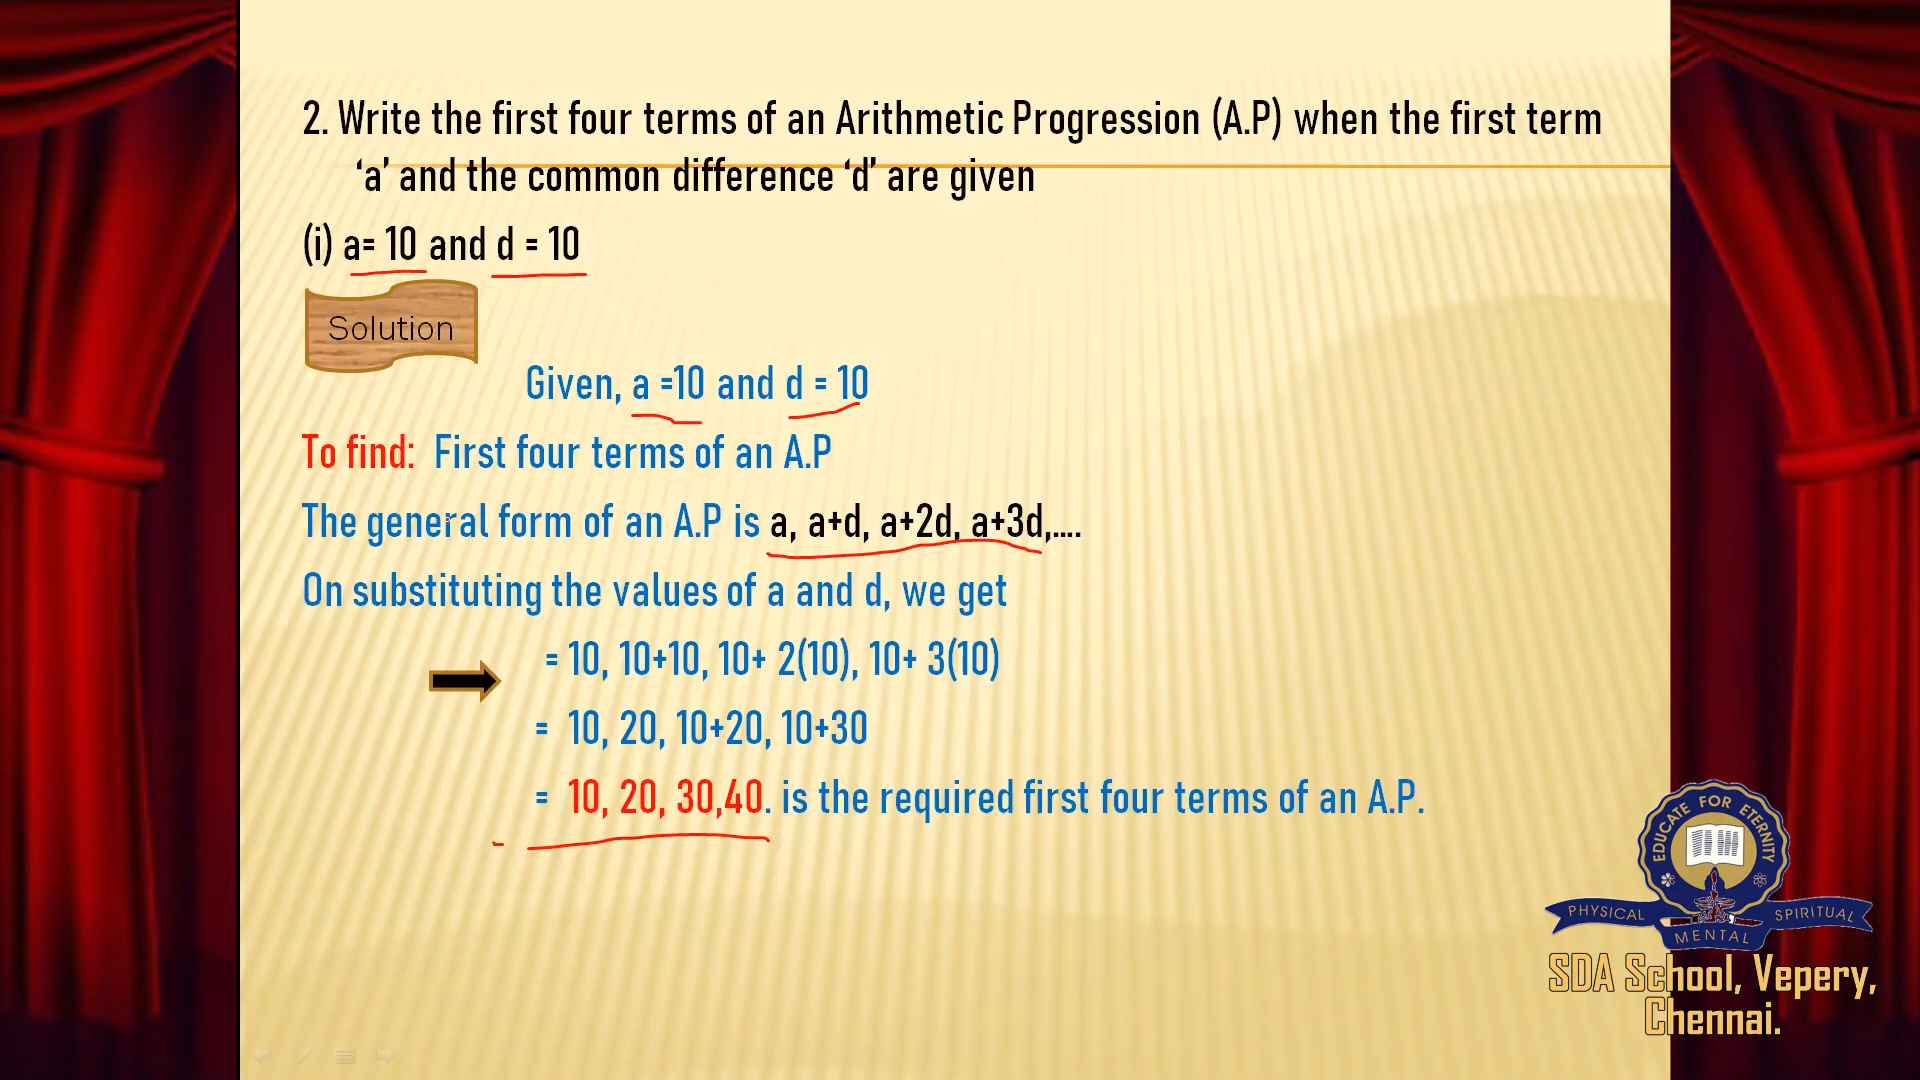 2. Write the first four terms of an Arithmetic Progression (A.P) when the first term
‘a’ and the common difference ‘d’ are given
(i) a= 10 and d = 10
Solution
Given, a =10 and d = 10
To find: First four terms of an A.P
The general form of an A.P is a, a+d, a+2d, a+3d,....
On substituting the values of a and d, we get
= 10, 10+10, 10+ 2(10), 10+ 3(10)
= 10, 20, 10+20, 10+30
= 10, 20, 30,40. is the required first four terms of an A.P.
EDUCATE FOR ETERNITY
PHYSICAL
MENTAL
SPIRITUAL
SDA School, Vepery,
Chennai.